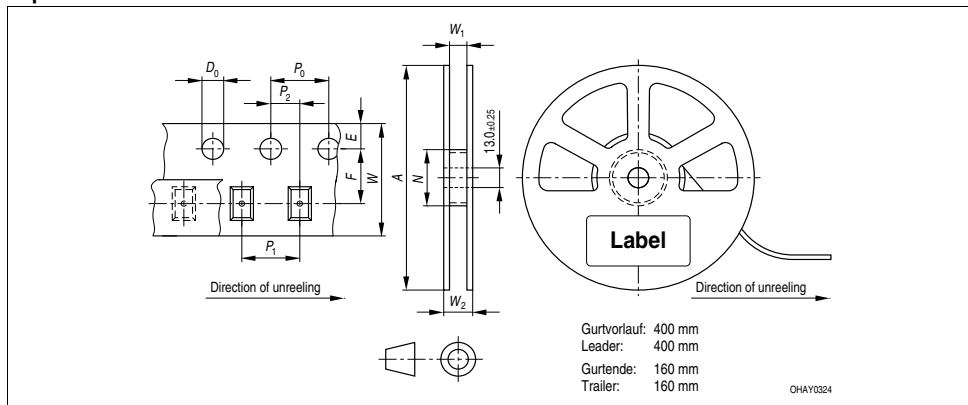 D0
P0
P2
E
F
W
P1
Direction of unreeling
W1
A
N
13.0±0.25
W2
Label
Direction of unreeling
Gurtvorlauf: 400 mm
Leader: 400 mm
Gurtende: 160 mm
Trailer: 160 mm
OHAY0324